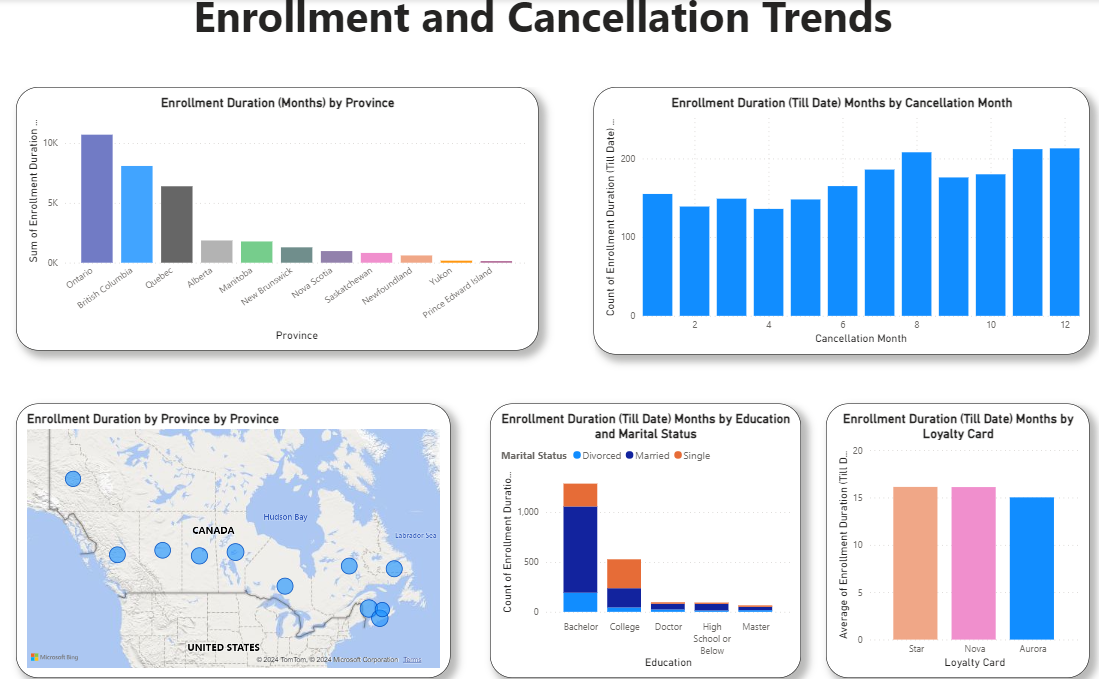 Enrollment and Cancellation Trends
Enrollment Duration (Months) by Province
Sum of Enrollment Duration ...
10K
5K
0K
Ontario
British Columbia
Quebec
Alberta
Manitoba
New Brunswick
Nova Scotia
Saskatchewan
Newfoundland
Yukon
Prince Edward Island
Province
Enrollment Duration (Till Date) Months by Cancellation Month
Count of Enrollment Duration (Till Date) ...
200
100
0
2
4
6
8
10
12
Cancellation Month
Enrollment Duration by Province by Province
Hudson Bay
CANADA
Labrador Sea
UNITED STATES
Microsoft Bing
© 2024 TomTom, © 2024 Microsoft Corporation Terms
Enrollment Duration (Till Date) Months by Education
and Marital Status
Marital Status Divorced Married Single
Count of Enrollment Duratio...
1,000
500
0
Bachelor
College
Doctor
High
School or
Below
Master
Education
Enrollment Duration (Till Date) Months by
Loyalty Card
Average of Enrollment Duration (Till D...
20
15
10
5
0
Star
Nova
Aurora
Loyalty Card